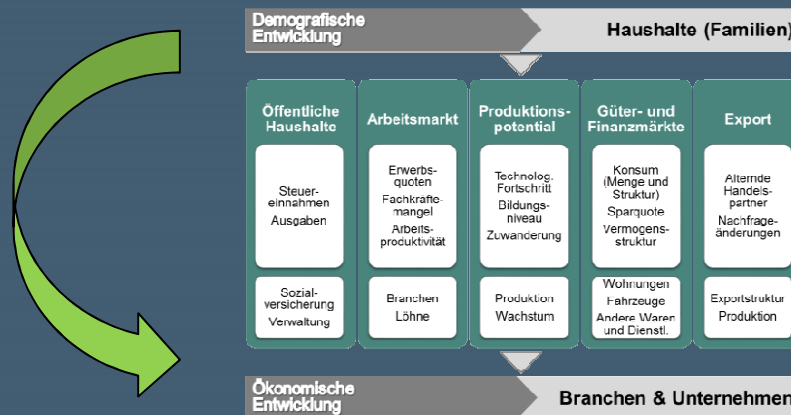 Demografische
Entwicklung
Haushalte (Familien)
Öffentliche
Haushalte
Steuer-
einnahmen
Ausgaben
Sozial-
versicherung
Verwaltung
Arbeitsmarkt
Erwerbs-
quoten
Fachkräfte-
mangel
Arbeits-
produktivität
Branchen
Löhne
Produktions-
potential
Technolog.
Fortschritt
Bildungs-
niveau
Zuwanderung
Produktion
Wachstum
Güter- und
Finanzmärkte
Konsum
(Menge und
Struktur)
Sparquote
Vermögens-
struktur
Wohnungen
Fahrzeuge
Andere Waren
und Dienstl.
Export
Alternde
Handels-
partner
Nachfrage-
änderungen
Exportstruktur
Produktion
Ökonomische
Entwicklung
Branchen & Unternehmen